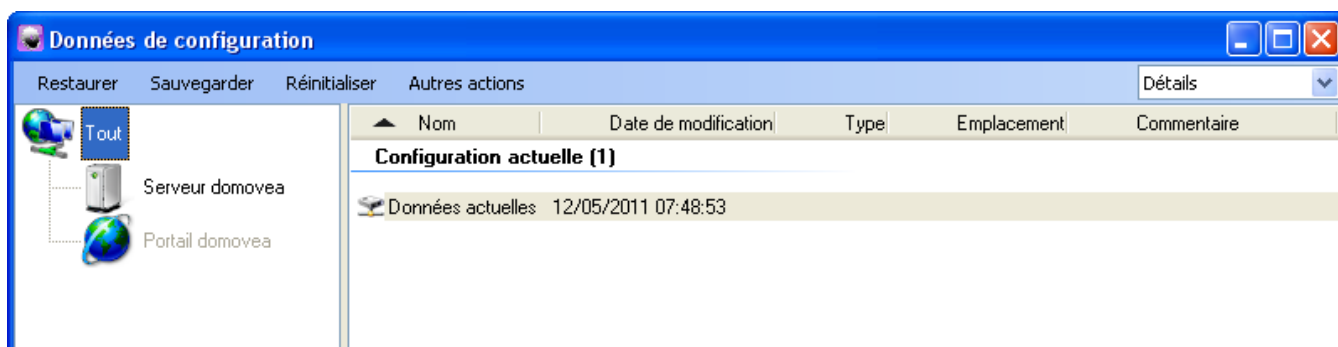 Données de configuration
Restaurer Sauvegarder Réinitialiser Autres actions Détails
Tout
Serveur domovea
Portail domovea
Nom Date de modification Type Emplacement Commentaire
Configuration actuelle (1)
Données actuelles 12/05/2011 07:48:53